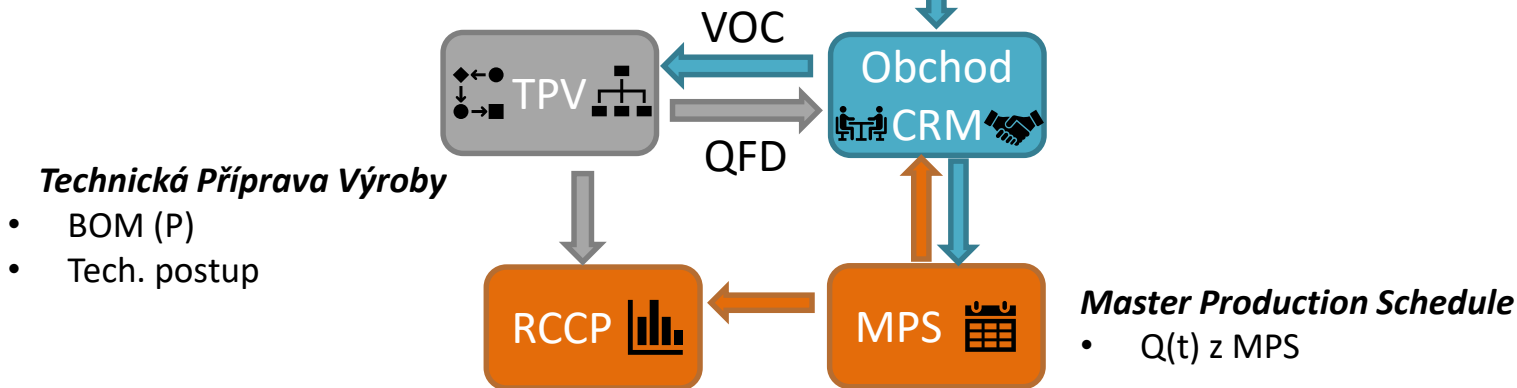 VOC
Obchod
CRM
TPV
QFD
Technická Příprava Výroby
• BOM (P)
• Tech. postup
RCCP
MPS
Master Production Schedule
• Q(t) z MPS